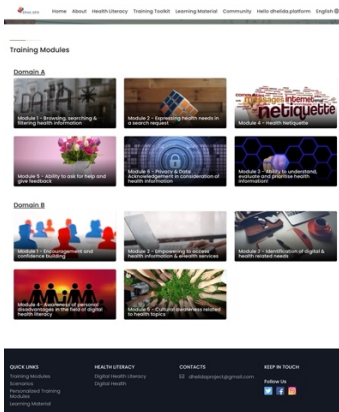 Home About Health Literacy Training Toolkit Learning Material Community Hello dhelida.platform English
Training Modules
Domain A
Module 1 - Browsing, searching &
filtering health information
Module 2 - Expressing health needs in
a search request
messages internet
netiquette
Module 4 - Health Netiquette
Module 5 - Ability to ask for help and
give feedback
Module 6 - Privacy & Data
Acknowledgement in consideration of
health information
Module 3 - Ability to understand,
evaluate and prioritise health
information
Domain B
Module 1 - Encouragement and
confidence building
Module 2 - Empowering to access
health information & eHealth services
Module 3 - Identification of digital &
health related needs
Module 4 - Awareness of personal
disadvantages in the field of digital
health literacy
Cultural awareness related
to health topics
QUICK LINKS
Training Modules
Scenarios
Personalized Training
Modules
Learning Material
HEALTH LITERACY
Digital Health Literacy
Digital Health
CONTACTS
dhelidaproject@gmail.com
KEEP IN TOUCH
Follow Us